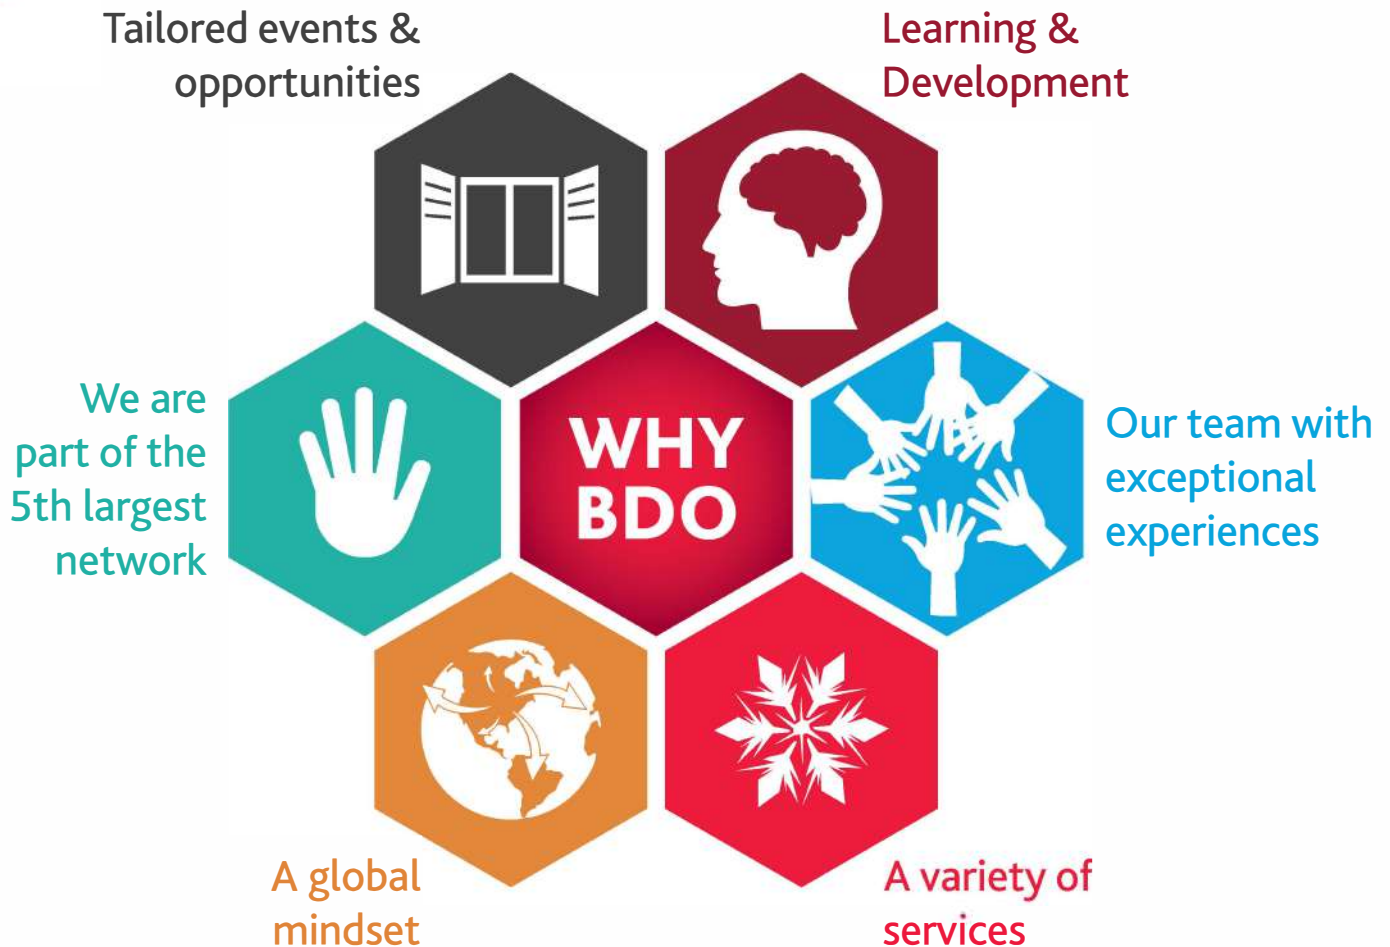 Tailored events &
opportunities
Learning &
Development
We are
part of the
5th largest
network
WHY
BDO
Our team with
exceptional
experiences
A global
mindset
A variety of
services